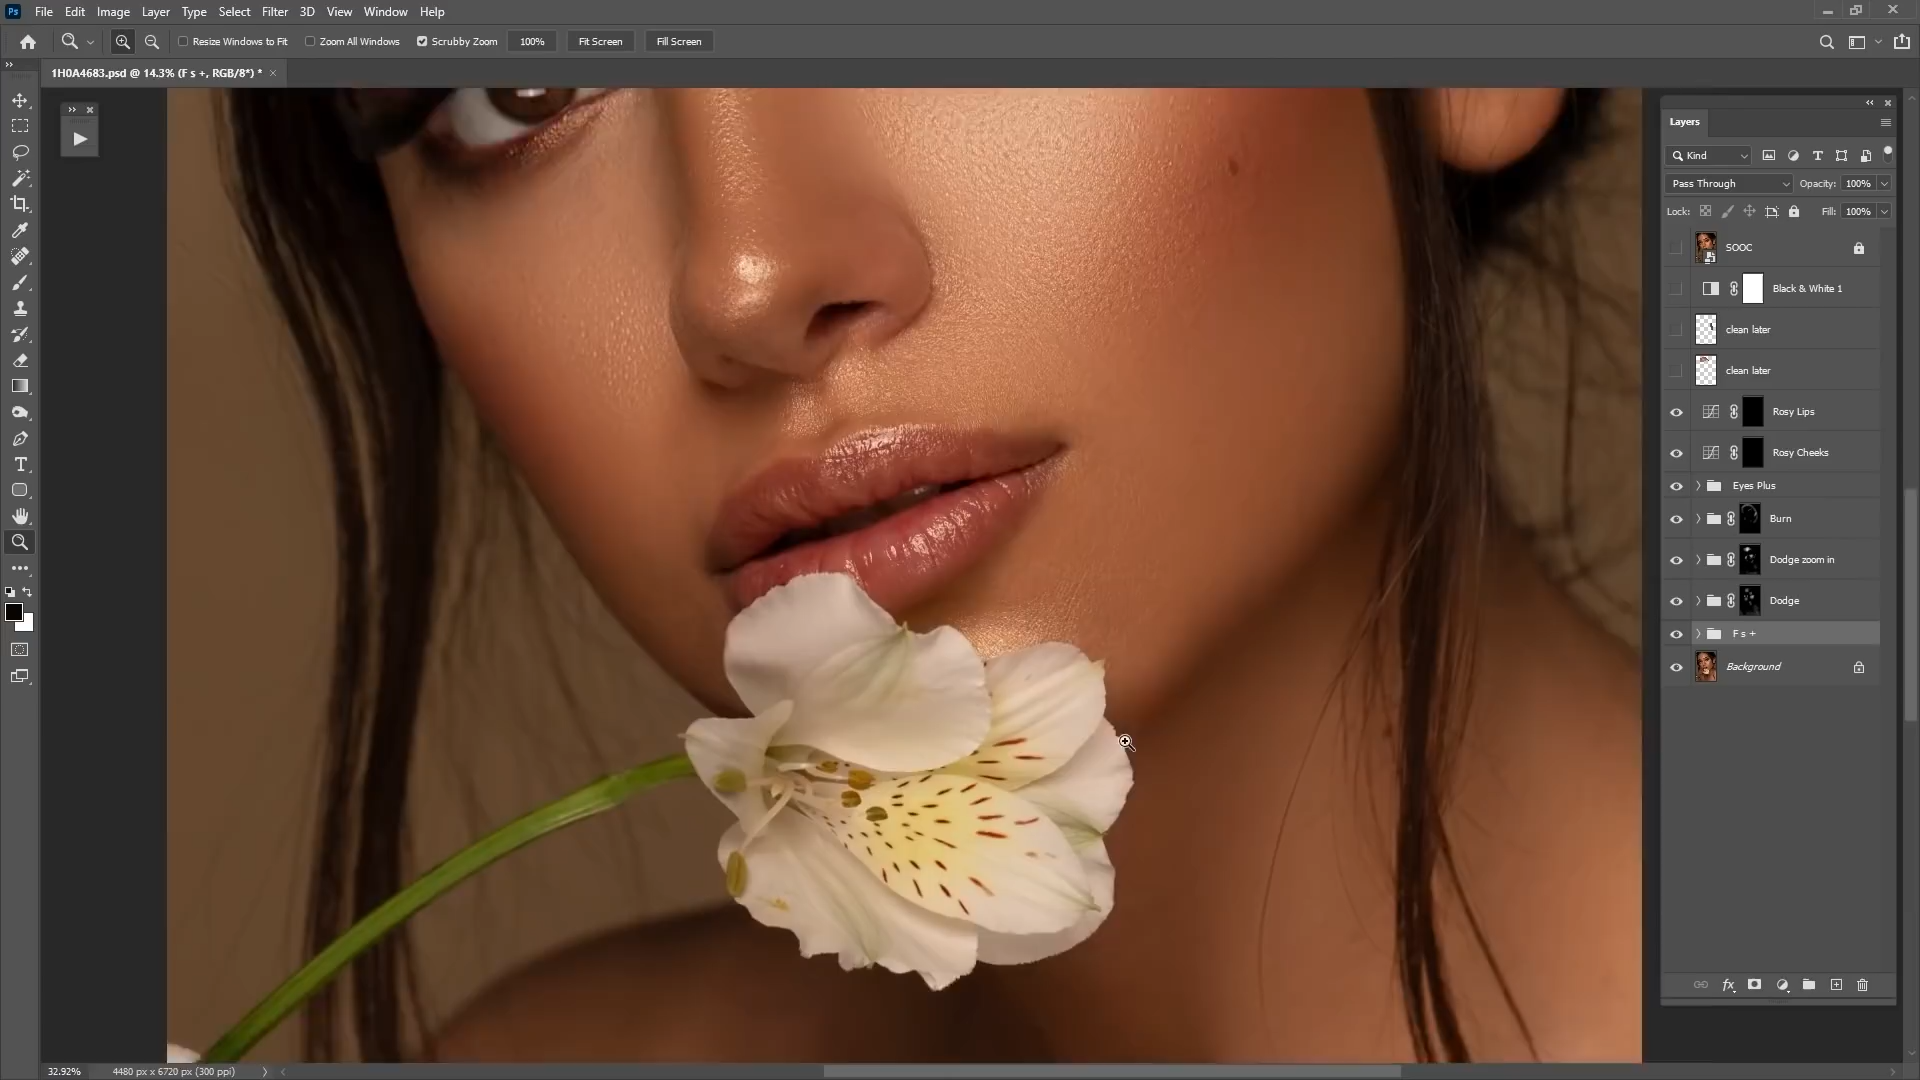 Ps File Edit Image Layer Type Select Filter 3D View Window Help
Resize Windows to Fit Zoom All Windows Scrubby Zoom 100% Fit Screen Fill Screen
1H0A4683.psd @ 14.3% (F s +, RGB/8*) *
Layers
Kind
Pass Through Opacity: 100%
Lock: Fill: 100%
SOOC
Black & White 1
clean later
clean later
Rosy Lips
Rosy Cheeks
Eyes Plus
Burn
Dodge zoom in
Dodge
F s +
Background
fx
32.92% 4480 px x 6720 px (300 ppi)